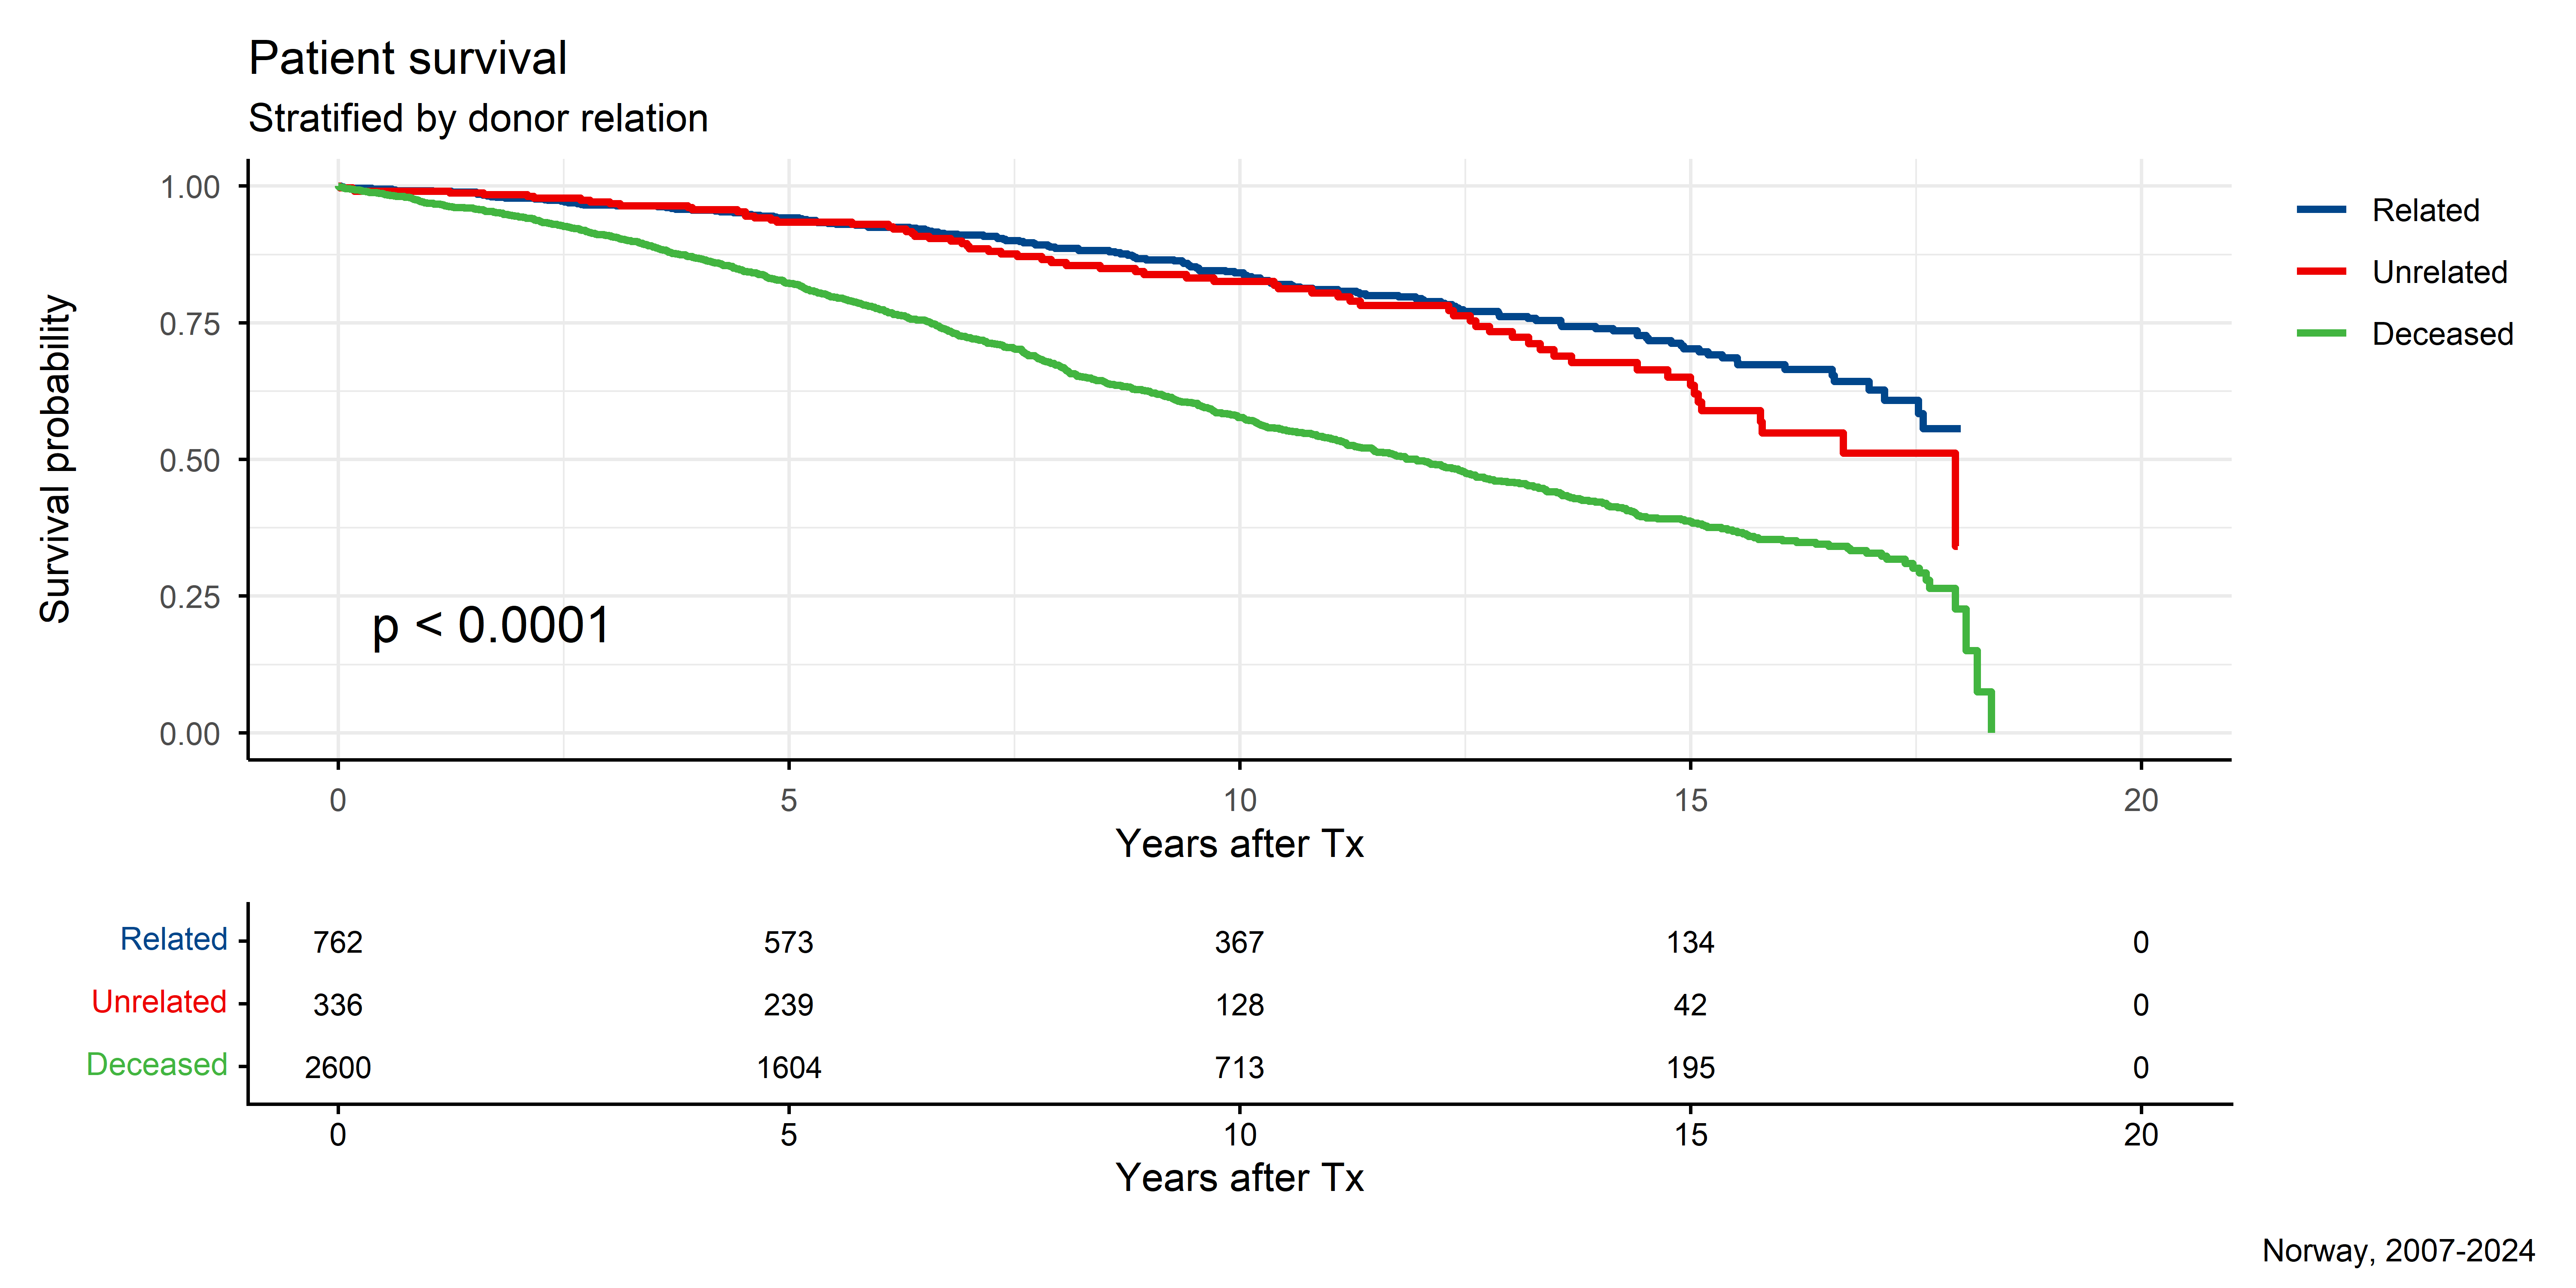 Patient survival
Stratified by donor relation
Survival probability
1.00
0.75
0.50
0.25
0.00
p < 0.0001
Related
Unrelated
Deceased
0 5 10 15 20
Years after Tx
Related 762 573 367 134 0
Unrelated 336 239 128 42 0
Deceased 2600 1604 713 195 0
0 5 10 15 20
Years after Tx
Norway, 2007-2024